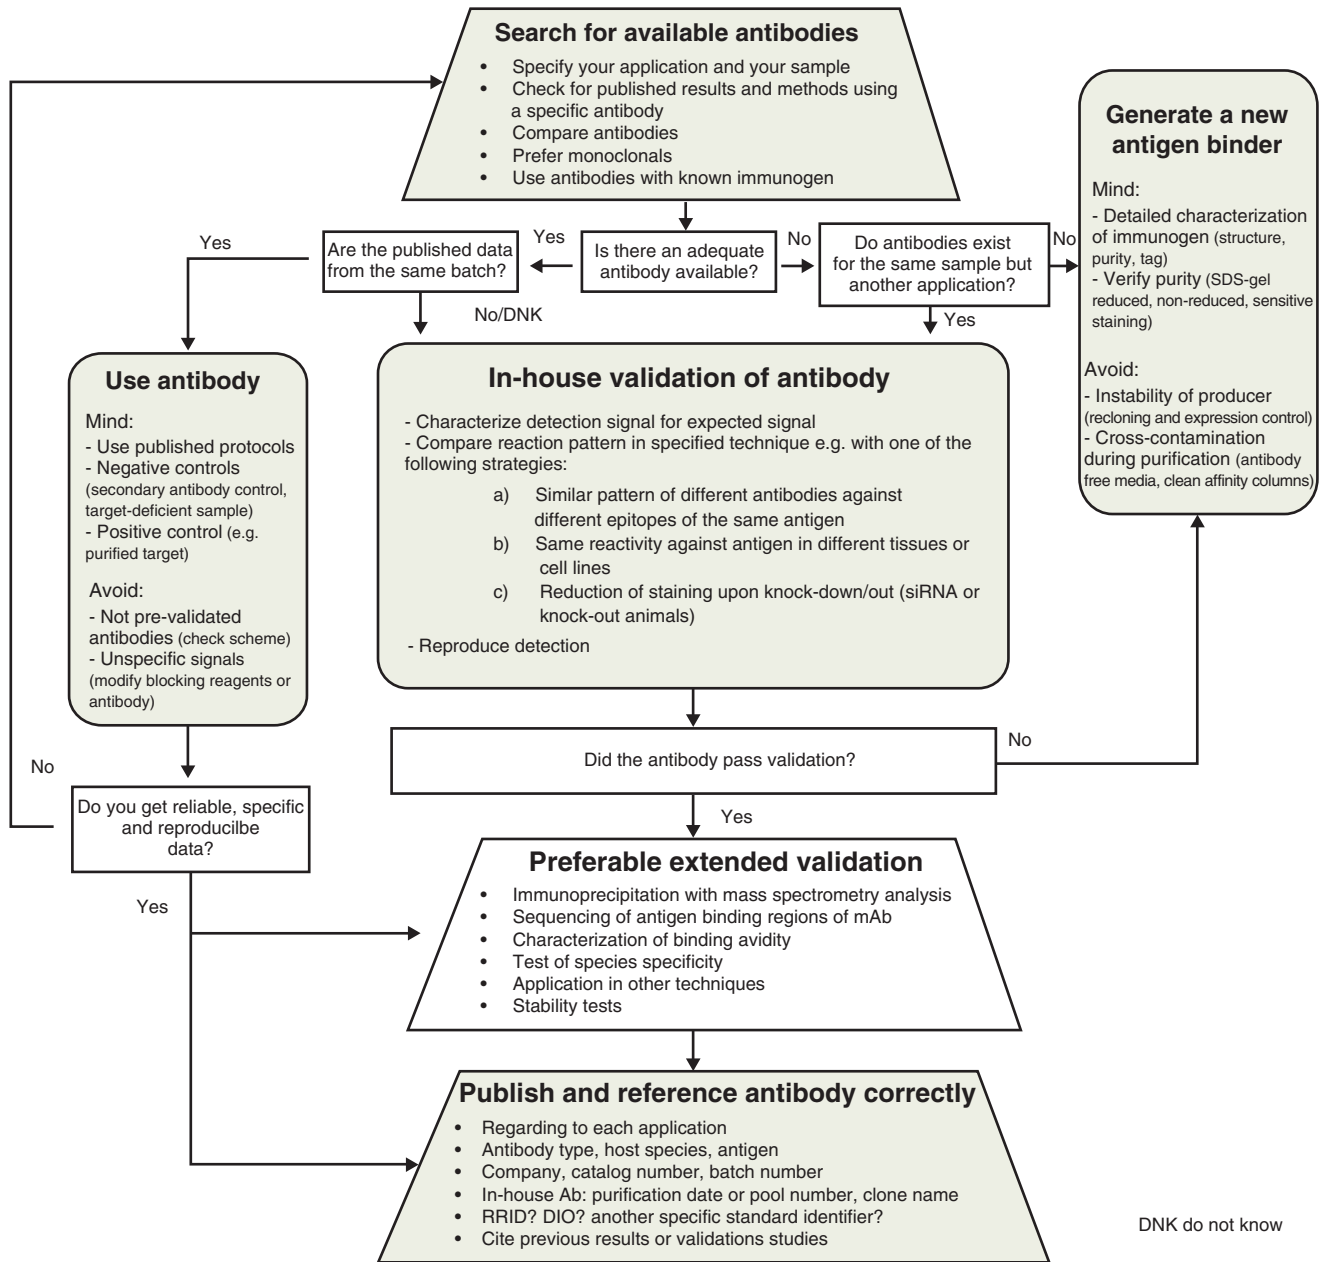 Search for available antibodies
• Specify your application and your sample
• Check for published results and methods using
a specific antibody
• Compare antibodies
• Prefer monoclonals
• Use antibodies with known immunogen
Generate a new
antigen binder
Mind:
- Detailed characterization
of immunogen (structure,
purity, tag)
- Verify purity (SDS-gel
reduced, non-reduced, sensitive
staining)
Avoid:
- Instability of producer
(recloning and expression control)
- Cross-contamination
during purification (antibody
free media, clean affinity columns)
Yes
Are the published data
from the same batch?
Yes
Is there an adequate
antibody available?
No
Do antibodies exist
for the same sample but
another application?
No
No/DNK
Yes
Use antibody
Mind:
- Use published protocols
- Negative controls
(secondary antibody control,
target-deficient sample)
- Positive control (e.g.
purified target)
Avoid:
- Not pre-validated
antibodies (check scheme)
- Unspecific signals
(modify blocking reagents or
antibody)
In-house validation of antibody
- Characterize detection signal for expected signal
- Compare reaction pattern in specified technique e.g. with one of the
following strategies:
a) Similar pattern of different antibodies against
different epitopes of the same antigen
b) Same reactivity against antigen in different tissues or
cell lines
c) Reduction of staining upon knock-down/out (siRNA or
knock-out animals)
- Reproduce detection
Did the antibody pass validation?
No
Yes
No
Do you get reliable, specific
and reproducilbe
data?
Yes
Preferable extended validation
• Immunoprecipitation with mass spectrometry analysis
• Sequencing of antigen binding regions of mAb
• Characterization of binding avidity
• Test of species specificity
• Application in other techniques
• Stability tests
Publish and reference antibody correctly
• Regarding to each application
• Antibody type, host species, antigen
• Company, catalog number, batch number
• In-house Ab: purification date or pool number, clone name
• RRID? DIO? another specific standard identifier?
• Cite previous results or validations studies
DNK do not know